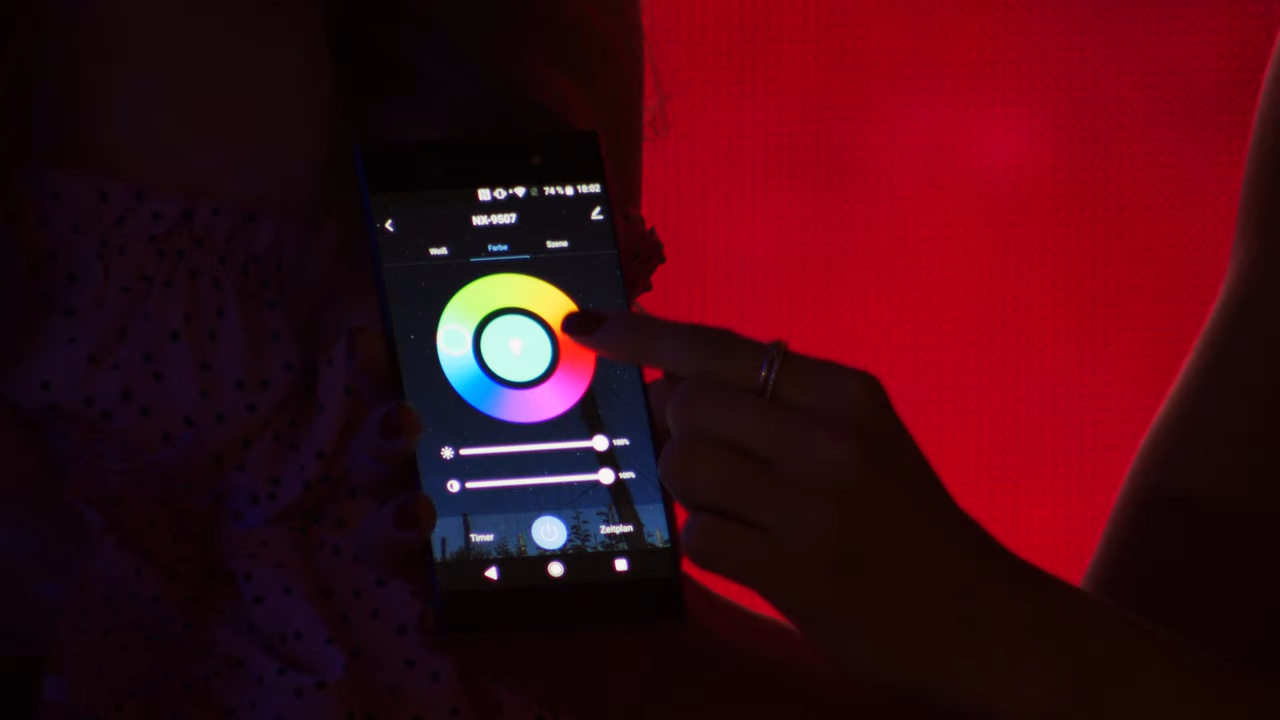 74% 18:02
NX-9507
Weiß Farbe Szene
100%
100%
Timer Zeitplan